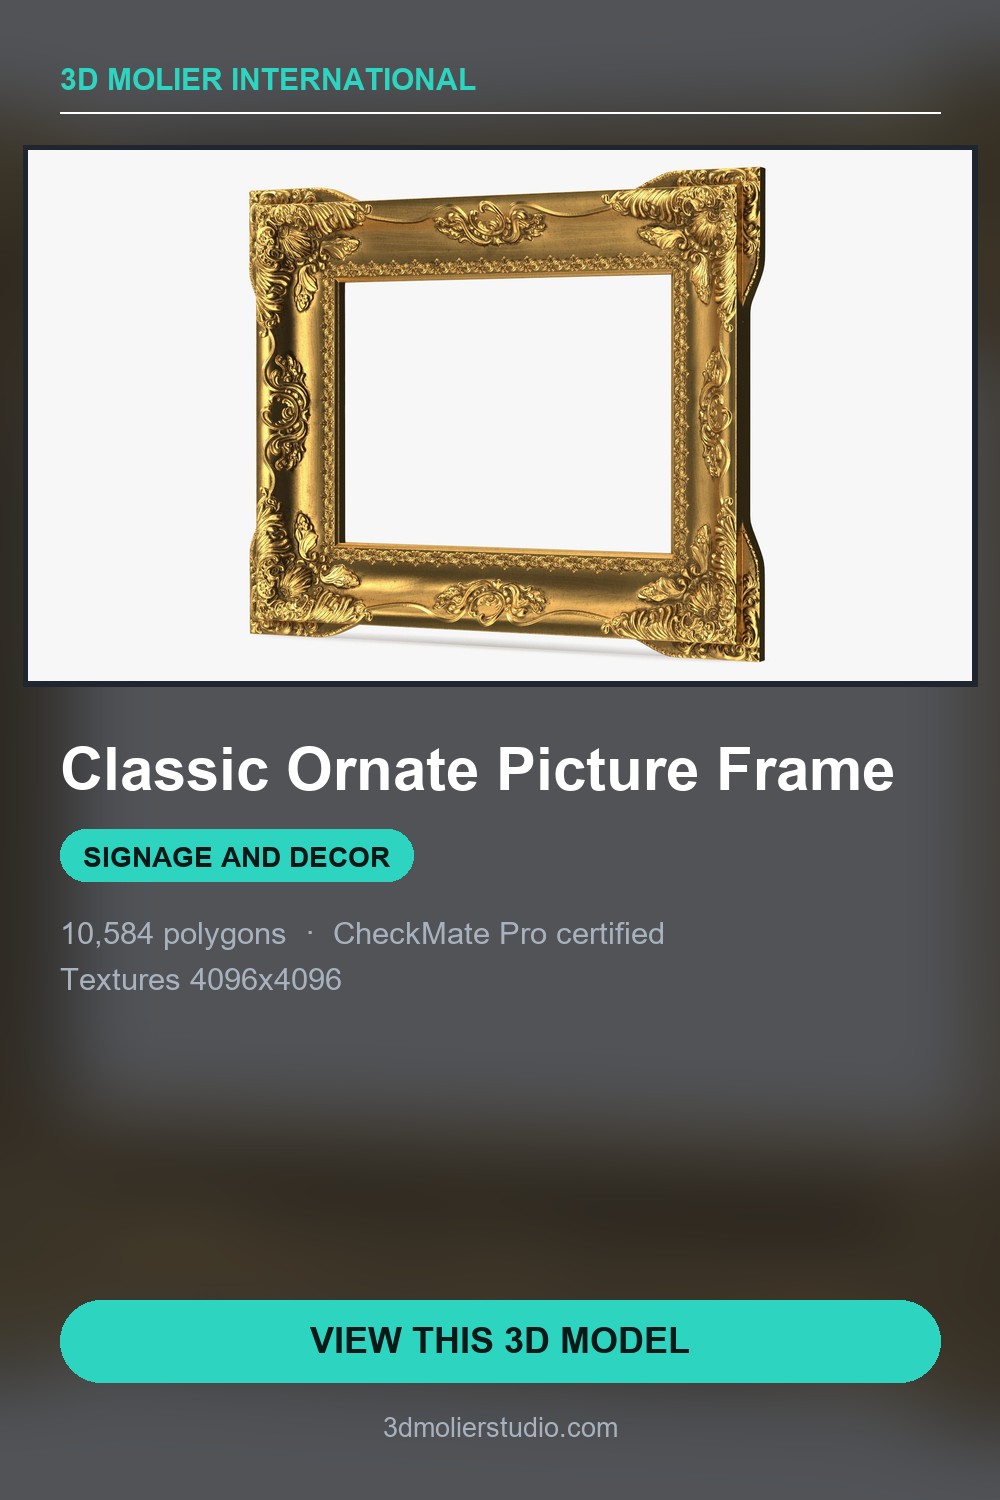 3D MOLIER INTERNATIONAL
Classic Ornate Picture Frame
SIGNAGE AND DECOR
10,584 polygons · CheckMate Pro certified
Textures 4096x4096
VIEW THIS 3D MODEL
3dmolierstudio.com